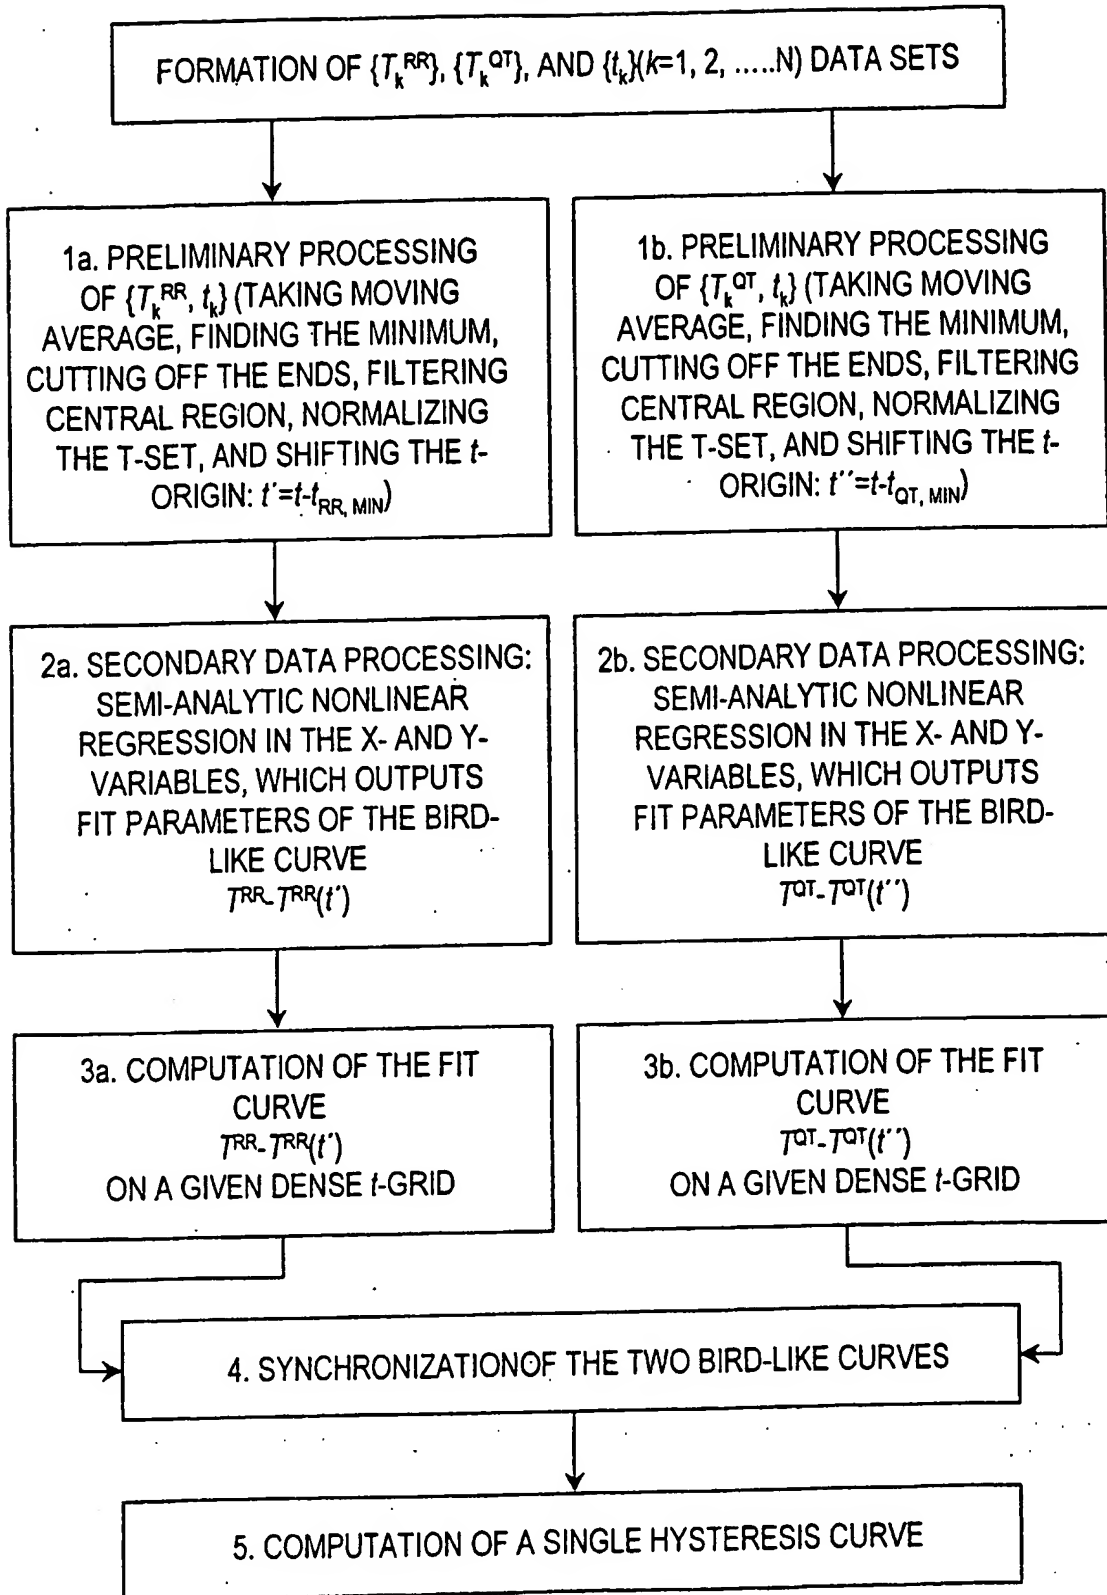 FORMATION OF {T_k^RR}, {T_k^QT}, AND {t_k}(k=1, 2, .....N) DATA SETS
1a. PRELIMINARY PROCESSING
OF {T_k^RR, t_k} (TAKING MOVING
AVERAGE, FINDING THE MINIMUM,
CUTTING OFF THE ENDS, FILTERING
CENTRAL REGION, NORMALIZING
THE T-SET, AND SHIFTING THE t-
ORIGIN: t'=t-t_RR, MIN)
1b. PRELIMINARY PROCESSING
OF {T_k^QT, t_k} (TAKING MOVING
AVERAGE, FINDING THE MINIMUM,
CUTTING OFF THE ENDS, FILTERING
CENTRAL REGION, NORMALIZING
THE T-SET, AND SHIFTING THE t-
ORIGIN: t''=t-t_QT, MIN)
2a. SECONDARY DATA PROCESSING:
SEMI-ANALYTIC NONLINEAR
REGRESSION IN THE X- AND Y-
VARIABLES, WHICH OUTPUTS
FIT PARAMETERS OF THE BIRD-
LIKE CURVE
T^RR-T^RR(t')
2b. SECONDARY DATA PROCESSING:
SEMI-ANALYTIC NONLINEAR
REGRESSION IN THE X- AND Y-
VARIABLES, WHICH OUTPUTS
FIT PARAMETERS OF THE BIRD-
LIKE CURVE
T^QT-T^QT(t'')
3a. COMPUTATION OF THE FIT
CURVE
T^RR-T^RR(t')
ON A GIVEN DENSE t-GRID
3b. COMPUTATION OF THE FIT
CURVE
T^QT-T^QT(t'')
ON A GIVEN DENSE t-GRID
4. SYNCHRONIZATIONOF THE TWO BIRD-LIKE CURVES
5. COMPUTATION OF A SINGLE HYSTERESIS CURVE